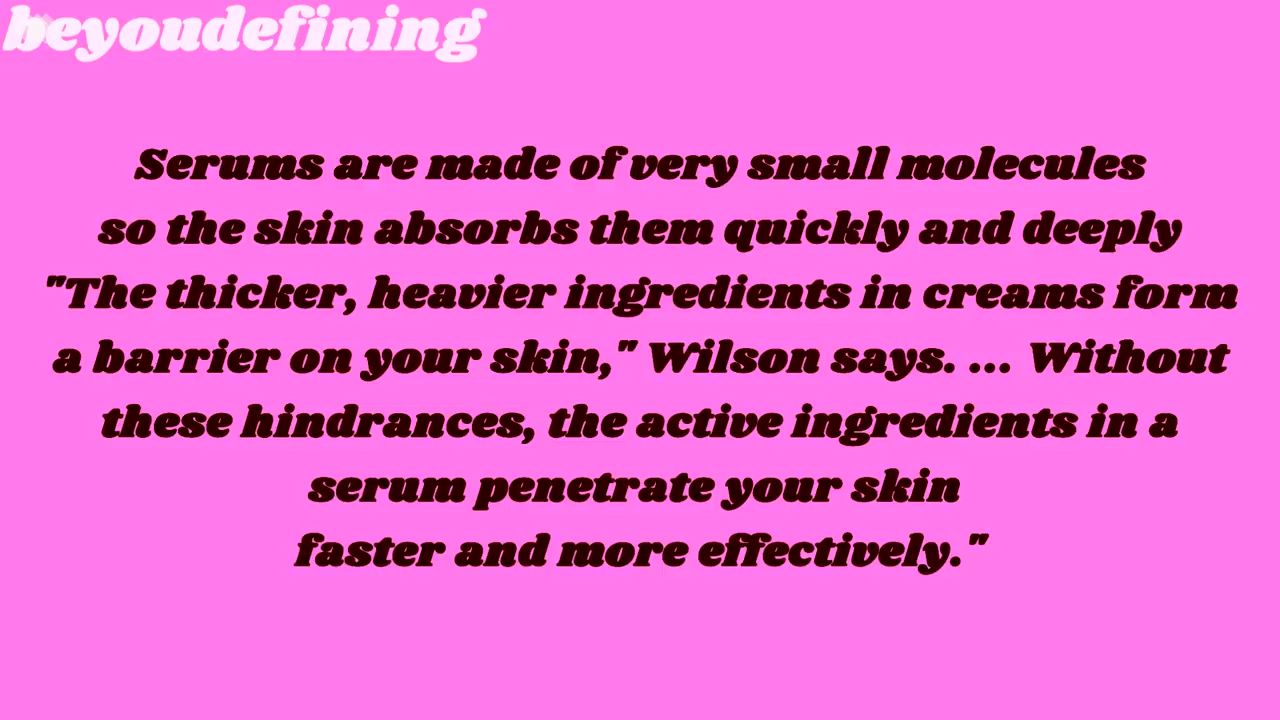 beyoudefining
Serums are made of very small molecules
so the skin absorbs them quickly and deeply
"The thicker, heavier ingredients in creams form
a barrier on your skin," Wilson says. ... Without
these hindrances, the active ingredients in a
serum penetrate your skin
faster and more effectively."